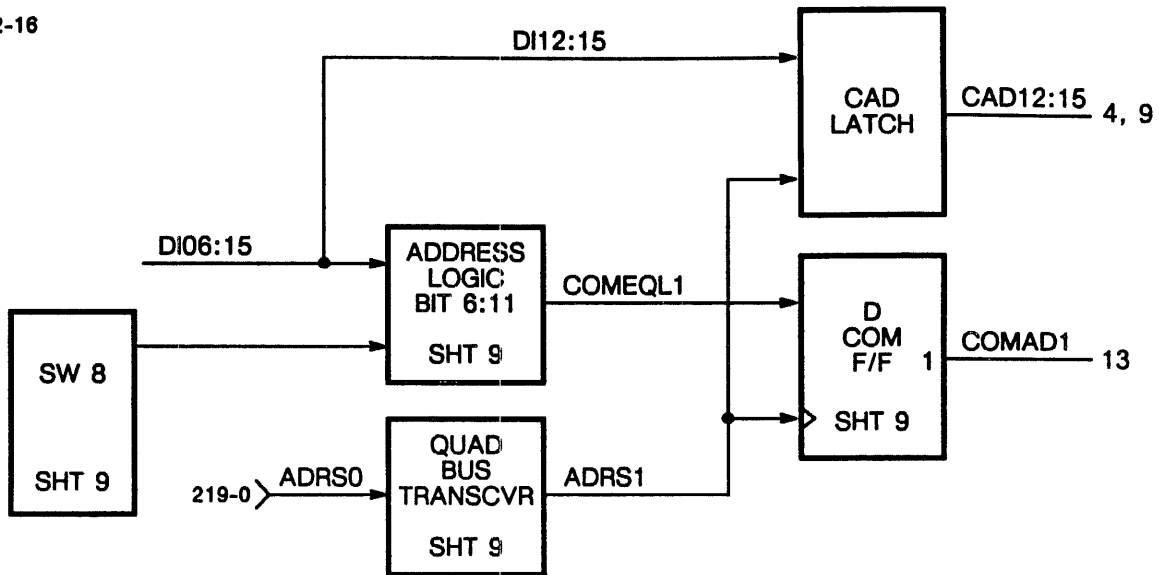 2-16
DI12:15
CAD
LATCH
CAD12:15
4, 9
DI06:15
ADDRESS
LOGIC
BIT 6:11
SHT 9
COMEQL1
D
COM
F/F 1
SHT 9
COMAD1
13
SW 8
SHT 9
219-0
ADRS0
QUAD
BUS
TRANSCVR
SHT 9
ADRS1